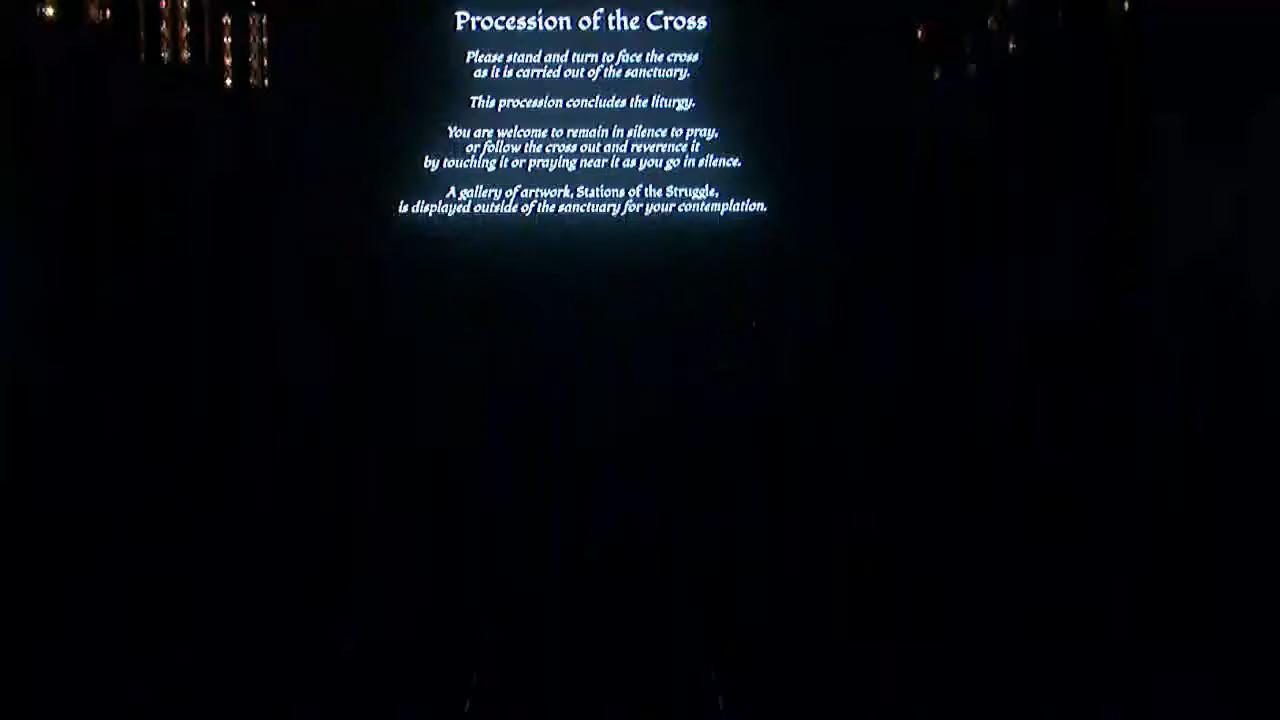 Procession of the Cross
Please stand and turn to face the cross
as it is carried out of the sanctuary.
This procession concludes the liturgy.
You are welcome to remain in silence to pray,
or follow the cross out and reverence it
by touching it or praying near it as you go in silence.
A gallery of artwork, Stations of the Struggle,
is displayed outside of the sanctuary for your contemplation.